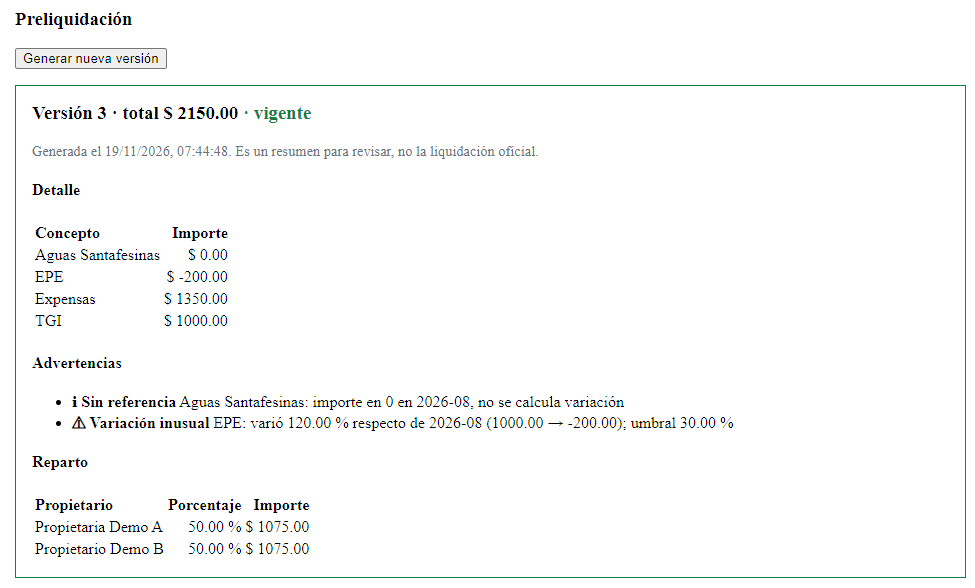 Preliquidación
Generar nueva versión
Versión 3 · total $ 2150.00 · vigente
Generada el 19/11/2026, 07:44:48. Es un resumen para revisar, no la liquidación oficial.
Detalle
Concepto Importe
Aguas Santafesinas $ 0.00
EPE $ -200.00
Expensas $ 1350.00
TGI $ 1000.00
Advertencias
• ℹ Sin referencia Aguas Santafesinas: importe en 0 en 2026-08, no se calcula variación
• ⚠ Variación inusual EPE: varió 120.00 % respecto de 2026-08 (1000.00 → -200.00); umbral 30.00 %
Reparto
Propietario Porcentaje Importe
Propietaria Demo A 50.00 % $ 1075.00
Propietario Demo B 50.00 % $ 1075.00